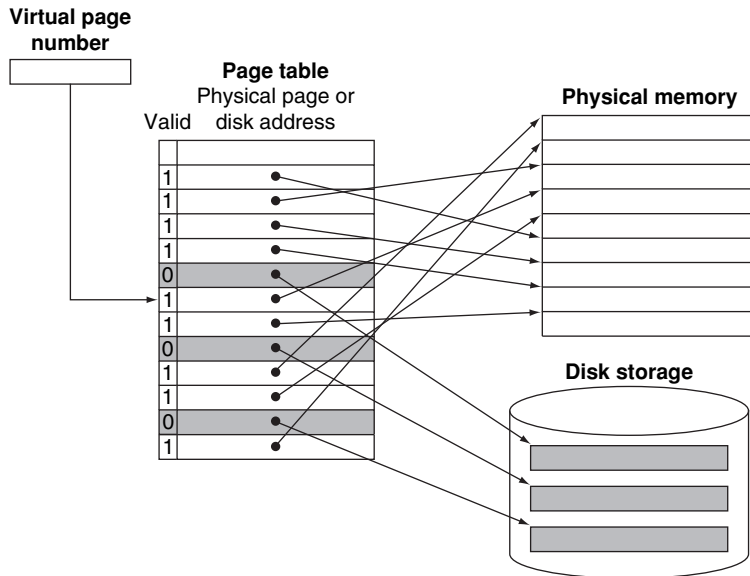 Virtual page
number
Page table
Physical page or
Valid disk address
Physical memory
1
1
1
1
0
1
1
0
1
1
0
1
Disk storage